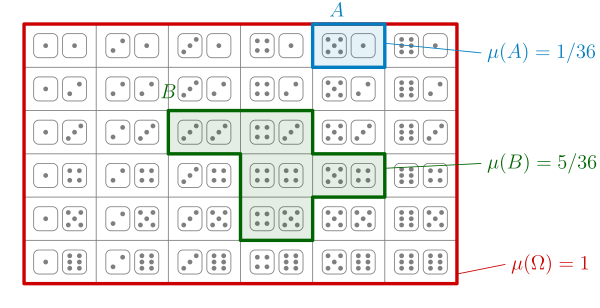 A
μ(A) = 1/36
B
μ(B) = 5/36
μ(Ω) = 1